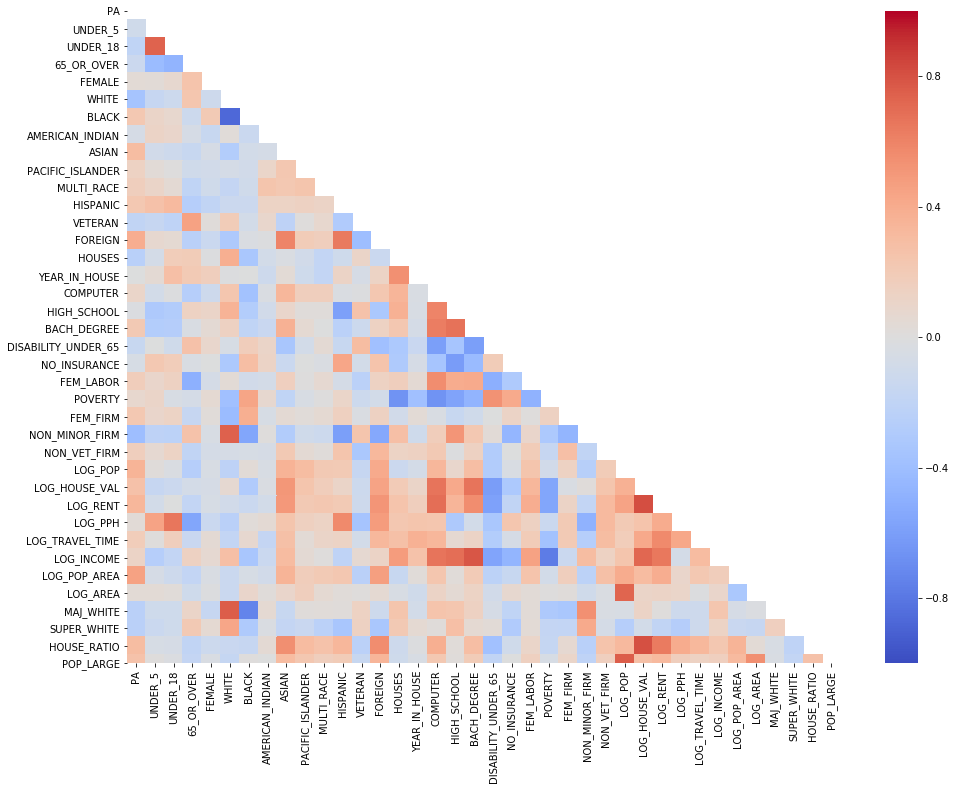 PA
UNDER_5
UNDER_18
65_OR_OVER
FEMALE
WHITE
BLACK
AMERICAN_INDIAN
ASIAN
PACIFIC_ISLANDER
MULTI_RACE
HISPANIC
VETERAN
FOREIGN
HOUSES
YEAR_IN_HOUSE
COMPUTER
HIGH_SCHOOL
BACH_DEGREE
DISABILITY_UNDER_65
NO_INSURANCE
FEM_LABOR
POVERTY
FEM_FIRM
NON_MINOR_FIRM
NON_VET_FIRM
LOG_POP
LOG_HOUSE_VAL
LOG_RENT
LOG_PPH
LOG_TRAVEL_TIME
LOG_INCOME
LOG_POP_AREA
LOG_AREA
MAJ_WHITE
SUPER_WHITE
HOUSE_RATIO
POP_LARGE
PA
UNDER_5
UNDER_18
65_OR_OVER
FEMALE
WHITE
BLACK
AMERICAN_INDIAN
ASIAN
PACIFIC_ISLANDER
MULTI_RACE
HISPANIC
VETERAN
FOREIGN
HOUSES
YEAR_IN_HOUSE
COMPUTER
HIGH_SCHOOL
BACH_DEGREE
DISABILITY_UNDER_65
NO_INSURANCE
FEM_LABOR
POVERTY
FEM_FIRM
NON_MINOR_FIRM
NON_VET_FIRM
LOG_POP
LOG_HOUSE_VAL
LOG_RENT
LOG_PPH
LOG_TRAVEL_TIME
LOG_INCOME
LOG_POP_AREA
LOG_AREA
MAJ_WHITE
SUPER_WHITE
HOUSE_RATIO
POP_LARGE
0.8
0.4
0.0
−0.4
−0.8